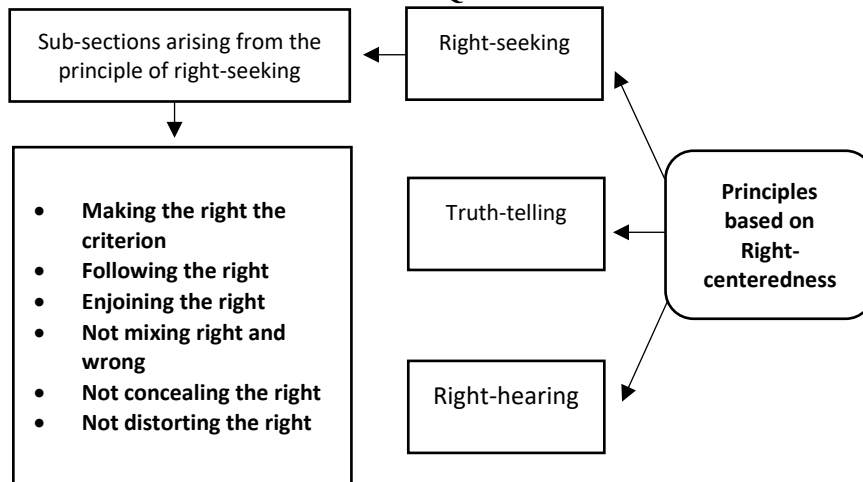 Sub-sections arising from the
principle of right-seeking
Right-seeking
• Making the right the
criterion
• Following the right
• Enjoining the right
• Not mixing right and
wrong
• Not concealing the right
• Not distorting the right
Truth-telling
Right-hearing
Principles
based on
Right-
centeredness